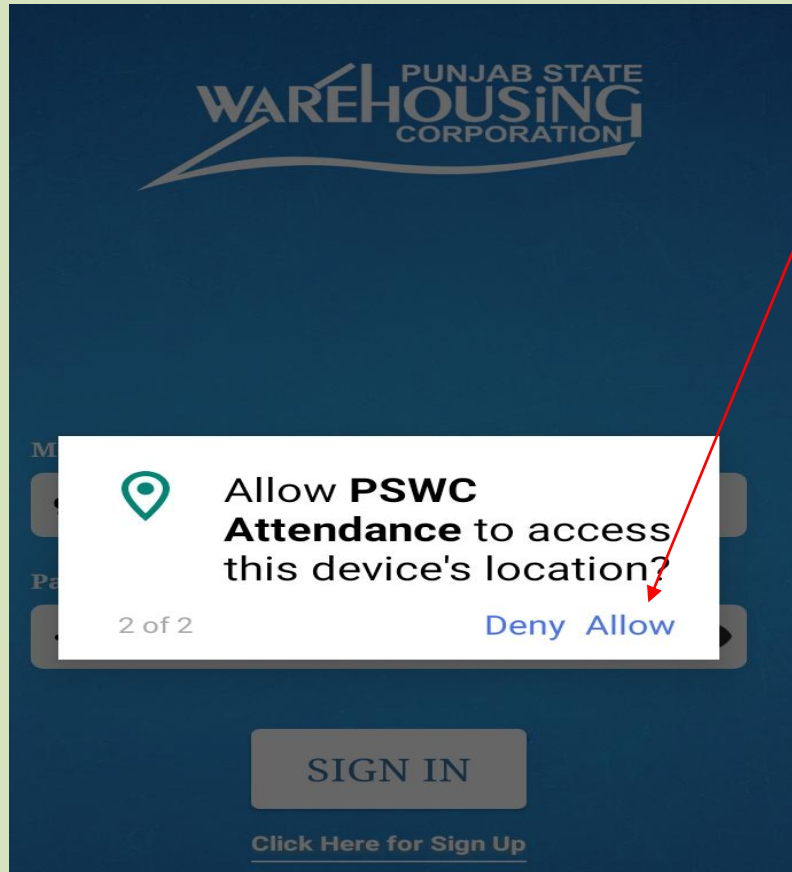 PUNJAB STATE
WAREHOUSiNG
CORPORATION
M
Allow PSWC
Attendance to access
this device's location?
Pa
2 of 2
Deny Allow
SIGN IN
Click Here for Sign Up